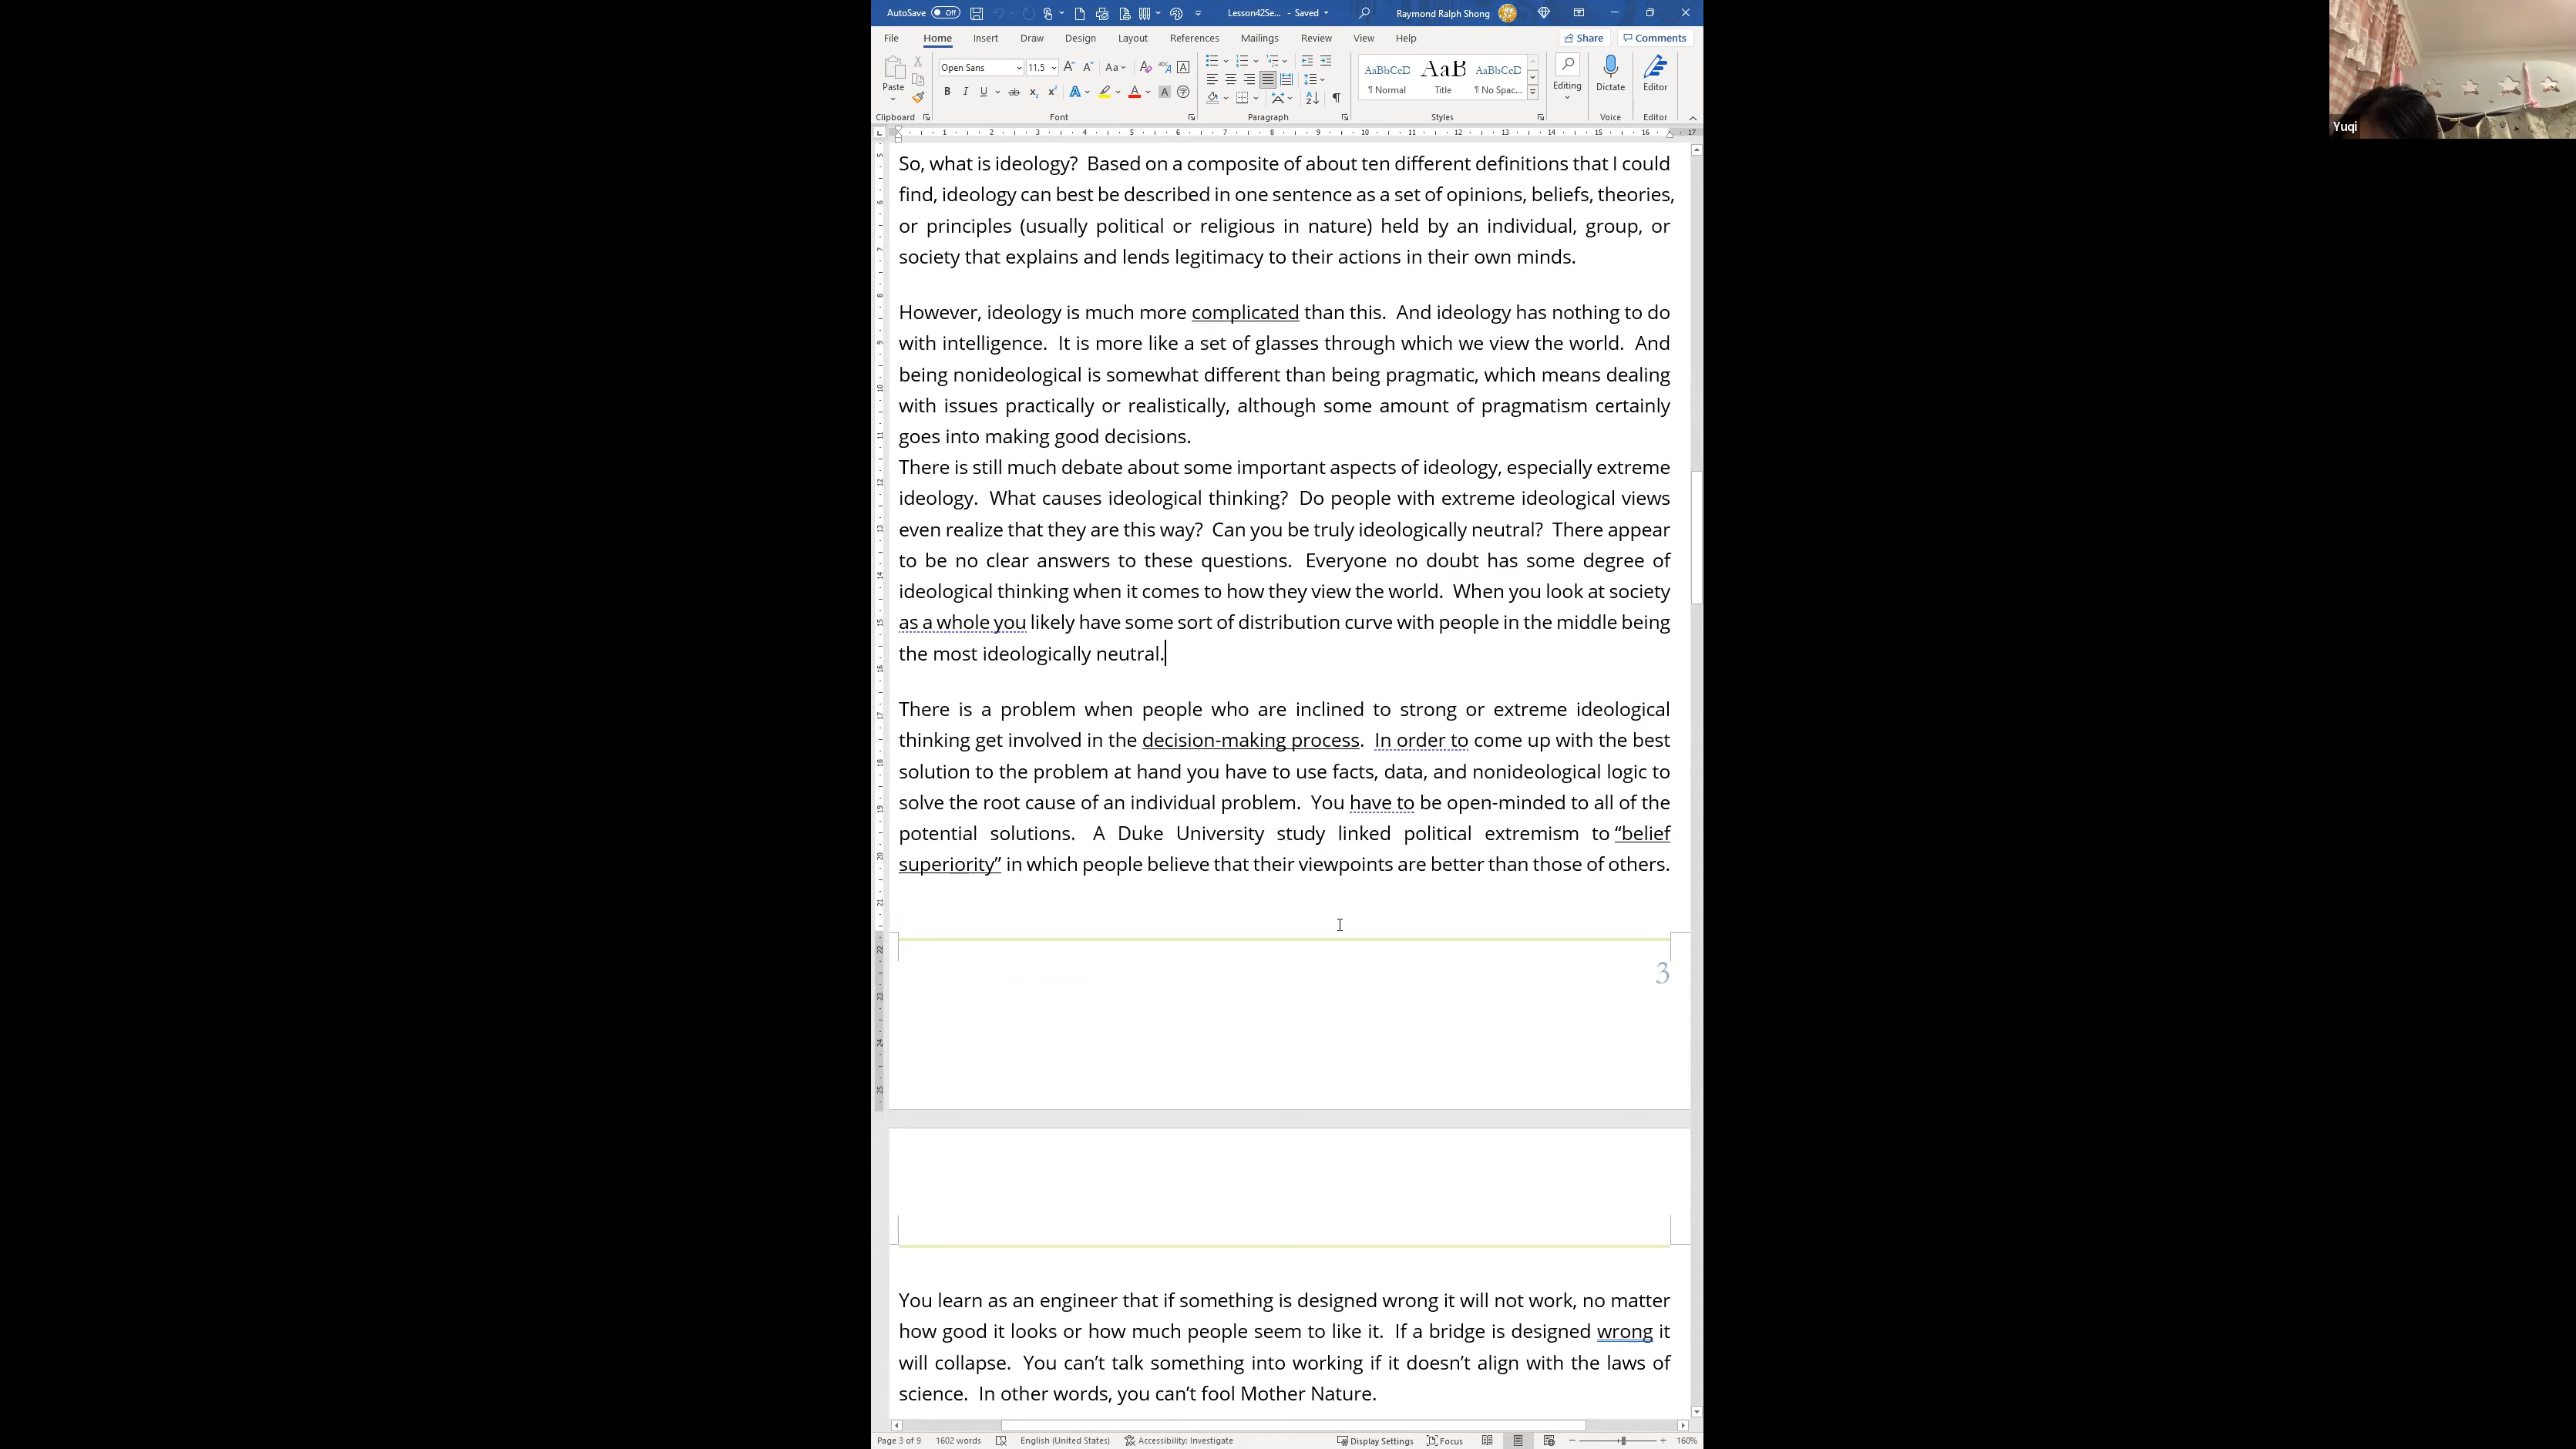 AutoSave Off Lesson42Se... - Saved Raymond Ralph Shong
File Home Insert Draw Design Layout References Mailings Review View Help Share Comments
Open Sans 11.5 Aa AaBbCcD AaB AaBbCcD
Paste ¶ Normal Title ¶ No Spac... Editing Dictate Editor
Clipboard Font Paragraph Styles Voice Editor
Yuqi
1 2 3 4 5 6 7 8 9 10 11 12 13 14 15 16 17
So, what is ideology? Based on a composite of about ten different definitions that I could
find, ideology can best be described in one sentence as a set of opinions, beliefs, theories,
or principles (usually political or religious in nature) held by an individual, group, or
society that explains and lends legitimacy to their actions in their own minds.
However, ideology is much more complicated than this. And ideology has nothing to do
with intelligence. It is more like a set of glasses through which we view the world. And
being nonideological is somewhat different than being pragmatic, which means dealing
with issues practically or realistically, although some amount of pragmatism certainly
goes into making good decisions.
There is still much debate about some important aspects of ideology, especially extreme
ideology. What causes ideological thinking? Do people with extreme ideological views
even realize that they are this way? Can you be truly ideologically neutral? There appear
to be no clear answers to these questions. Everyone no doubt has some degree of
ideological thinking when it comes to how they view the world. When you look at society
as a whole you likely have some sort of distribution curve with people in the middle being
the most ideologically neutral.
There is a problem when people who are inclined to strong or extreme ideological
thinking get involved in the decision-making process. In order to come up with the best
solution to the problem at hand you have to use facts, data, and nonideological logic to
solve the root cause of an individual problem. You have to be open-minded to all of the
potential solutions. A Duke University study linked political extremism to “belief
superiority” in which people believe that their viewpoints are better than those of others.
3
You learn as an engineer that if something is designed wrong it will not work, no matter
how good it looks or how much people seem to like it. If a bridge is designed wrong it
will collapse. You can’t talk something into working if it doesn’t align with the laws of
science. In other words, you can’t fool Mother Nature.
Page 3 of 9 1602 words English (United States) Accessibility: Investigate Display Settings Focus 160%